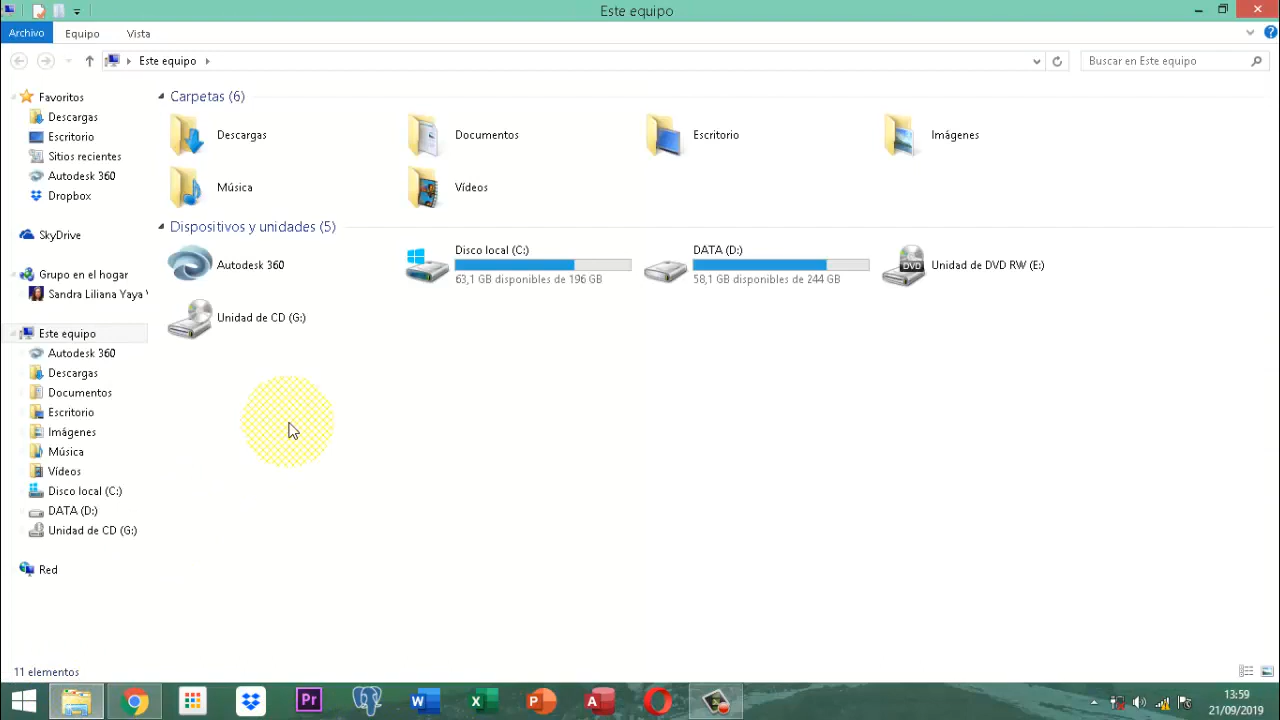 Este equipo
Archivo
Equipo
Vista
Este equipo
Buscar en Este equipo
Favoritos
Descargas
Escritorio
Sitios recientes
Autodesk 360
Dropbox
SkyDrive
Grupo en el hogar
Sandra Liliana Yaya
Este equipo
Autodesk 360
Descargas
Documentos
Escritorio
Imágenes
Música
Vídeos
Disco local (C:)
DATA (D:)
Unidad de CD (G:)
Red
Carpetas (6)
Descargas
Documentos
Escritorio
Imágenes
Música
Vídeos
Dispositivos y unidades (5)
Autodesk 360
Disco local (C:)
63,1 GB disponibles de 196 GB
DATA (D:)
58,1 GB disponibles de 244 GB
DVD
Unidad de DVD RW (E:)
Unidad de CD (G:)
11 elementos
Pr
W
X
P
A
13:59
21/09/2019